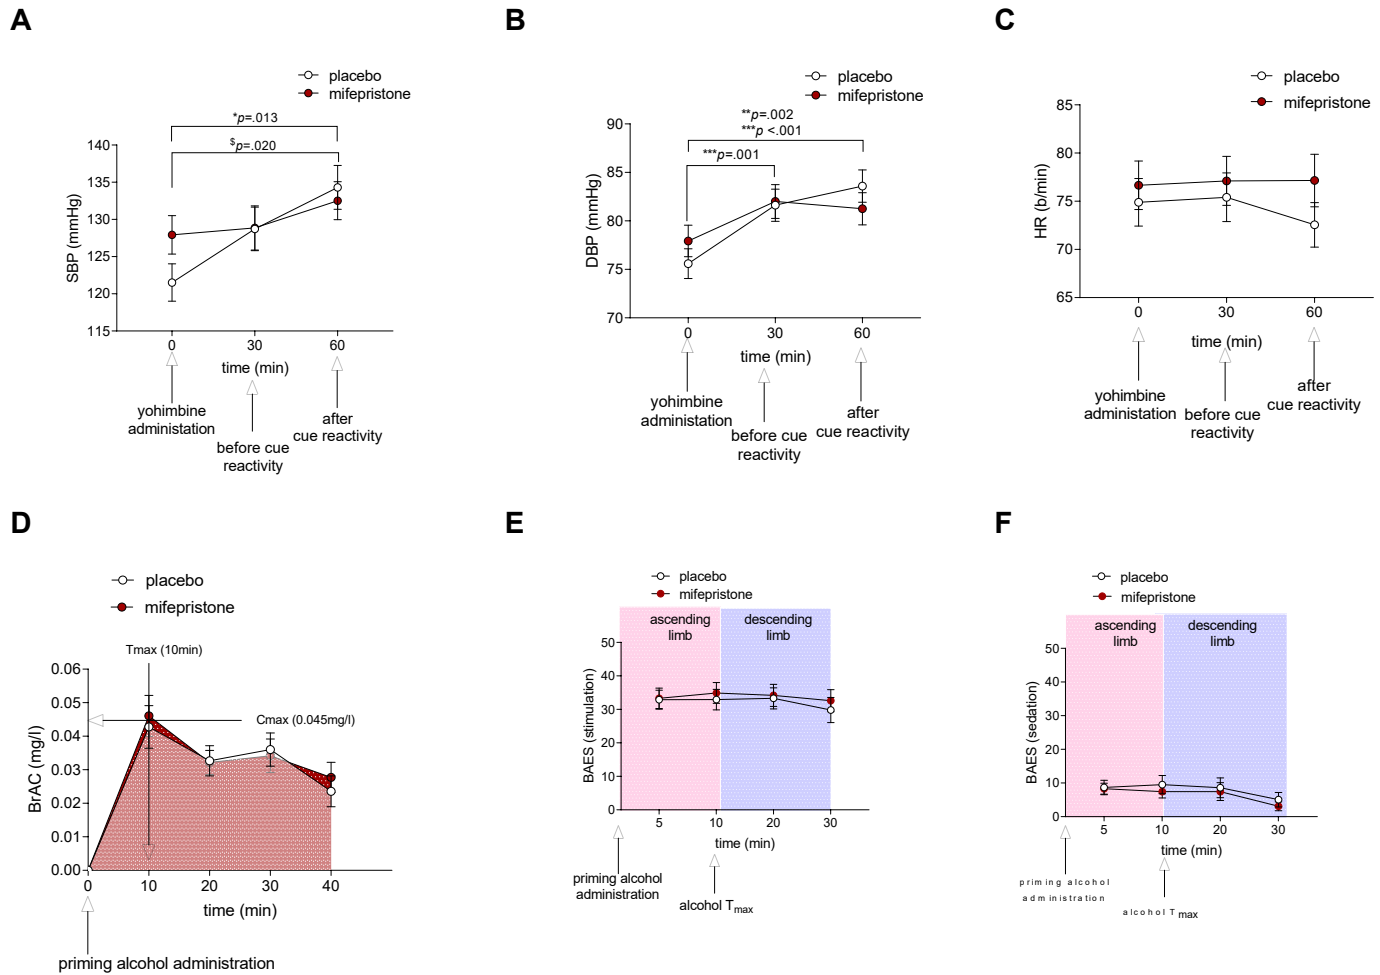 A
placebo
mifepristone
*p=.013
$p=.020
SBP (mmHg)
140
135
130
125
120
115
0
30
60
time (min)
yohimbine
administation
before cue
reactivity
after
cue reactivity
B
placebo
mifepristone
**p=.002
***p <.001
***p=.001
DBP (mmHg)
90
85
80
75
70
0
30
60
time (min)
yohimbine
administation
before cue
reactivity
after
cue reactivity
C
placebo
mifepristone
HR (b/min)
85
80
75
70
65
0
30
60
time (min)
yohimbine
administation
before cue
reactivity
after
cue reactivity
D
placebo
mifepristone
Tmax (10min)
Cmax (0.045mg/l)
BrAC (mg/l)
0.06
0.05
0.04
0.03
0.02
0.01
0.00
0
10
20
30
40
time (min)
priming alcohol administration
E
placebo
mifepristone
ascending
limb
descending
limb
BAES (stimulation)
50
40
30
20
10
0
5
10
20
30
time (min)
priming alcohol
administration
alcohol Tmax
F
placebo
mifepristone
ascending
limb
descending
limb
BAES (sedation)
50
40
30
20
10
0
5
10
20
30
time (min)
priming alcohol
administration
alcohol Tmax